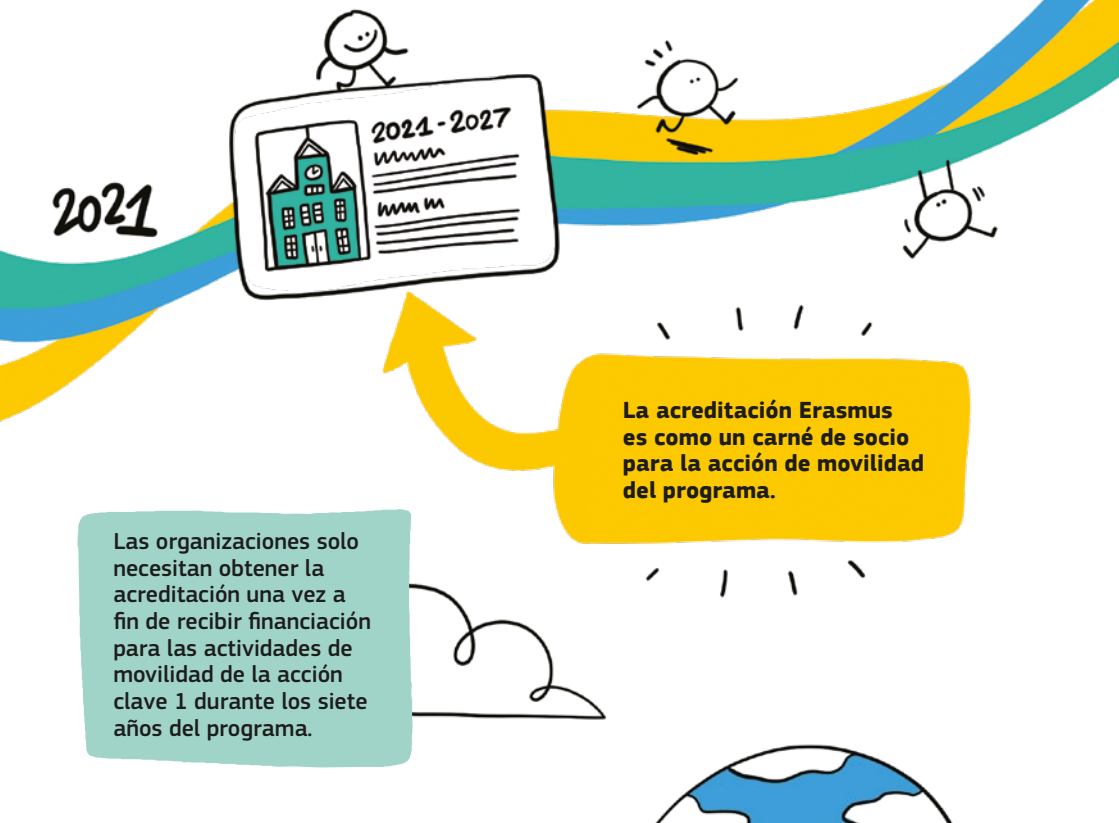 2021
2021-2027
La acreditación Erasmus
es como un carné de socio
para la acción de movilidad
del programa.
Las organizaciones solo
necesitan obtener la
acreditación una vez a
fin de recibir financiación
para las actividades de
movilidad de la acción
clave 1 durante los siete
años del programa.